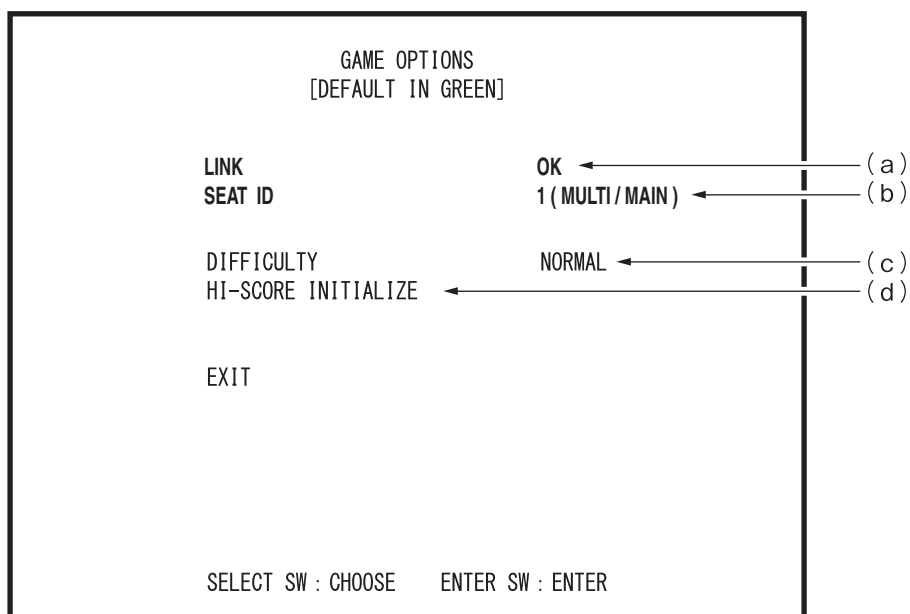 GAME OPTIONS
[DEFAULT IN GREEN]
LINK OK (a)
SEAT ID 1 ( MULTI / MAIN ) (b)
DIFFICULTY NORMAL (c)
HI-SCORE INITIALIZE (d)
EXIT
SELECT SW : CHOOSE ENTER SW : ENTER